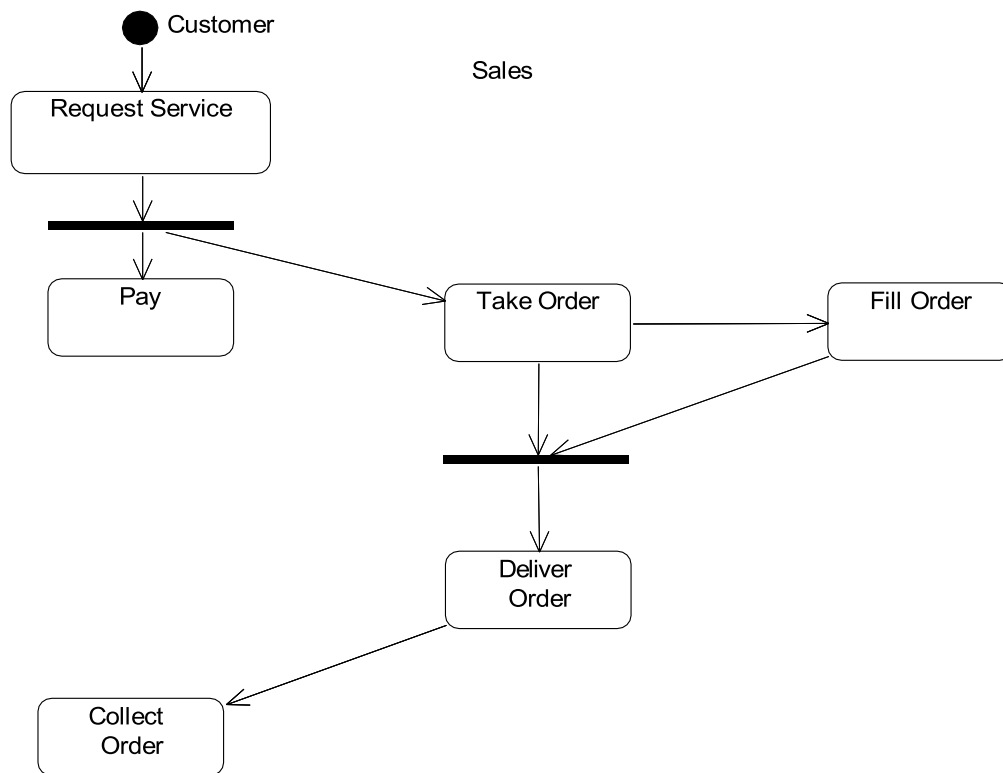 Customer
Sales
Request Service
Pay
Take Order
Fill Order
Deliver
Order
Collect
Order